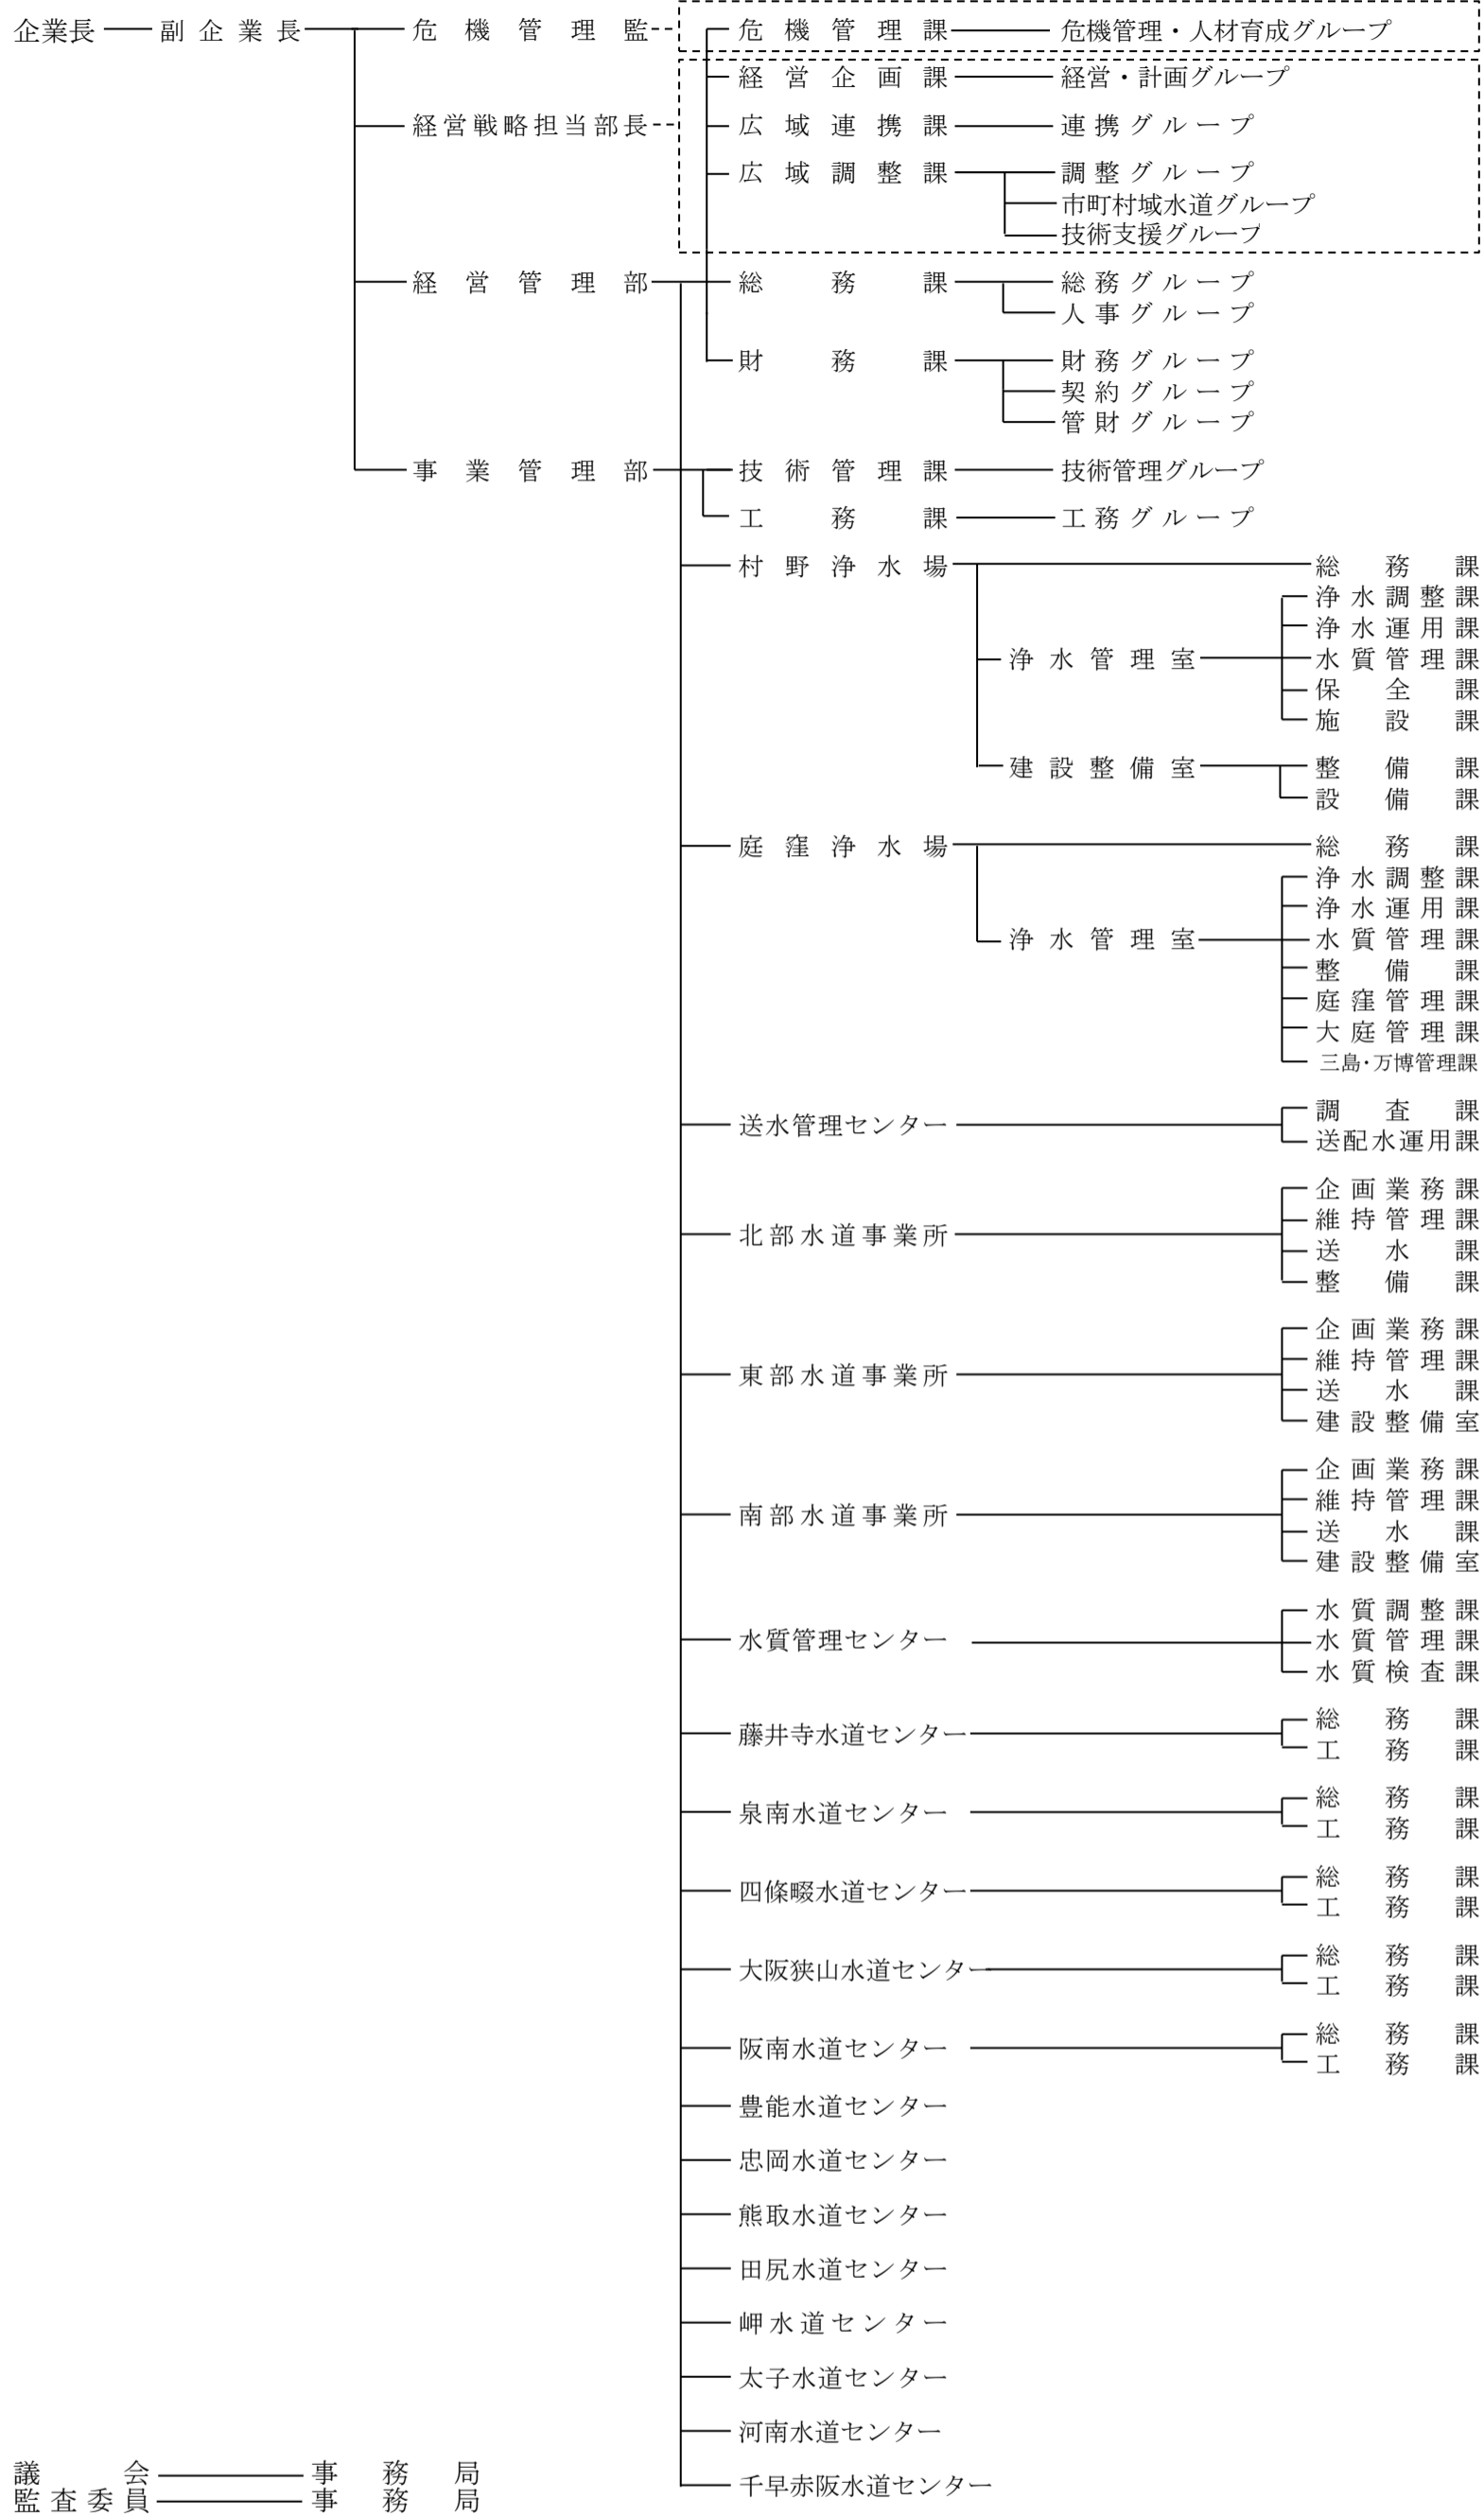 企業長 副企業長 危機管理監 危機管理課 危機管理・人材育成グループ
経営企画課 経営・計画グループ
経営戦略担当部長 広域連携課 連携グループ
広域調整課 調整グループ
市町村域水道グループ
技術支援グループ
経営管理部 総務課 総務グループ
人事グループ
財務課 財務グループ
契約グループ
管財グループ
事業管理部 技術管理課 技術管理グループ
工務課 工務グループ
村野浄水場 総務課
浄水調整課
浄水運用課
浄水管理室 水質管理課
保全課
施設課
建設整備室 整備課
設備課
庭窪浄水場 総務課
浄水調整課
浄水運用課
浄水管理室 水質管理課
整備課
庭窪管理課
大庭管理課
三島・万博管理課
送水管理センター 調査課
送配水運用課
企画業務課
北部水道事業所 維持管理課
送水課
整備課
企画業務課
東部水道事業所 維持管理課
送水課
建設整備室
企画業務課
南部水道事業所 維持管理課
送水課
建設整備室
水質調整課
水質管理センター 水質管理課
水質検査課
藤井寺水道センター 総務課
工務課
泉南水道センター 総務課
工務課
四條畷水道センター 総務課
工務課
大阪狭山水道センター 総務課
工務課
阪南水道センター 総務課
工務課
豊能水道センター
忠岡水道センター
熊取水道センター
田尻水道センター
岬水道センター
太子水道センター
河南水道センター
千早赤阪水道センター
議会 事務局
監査委員 事務局